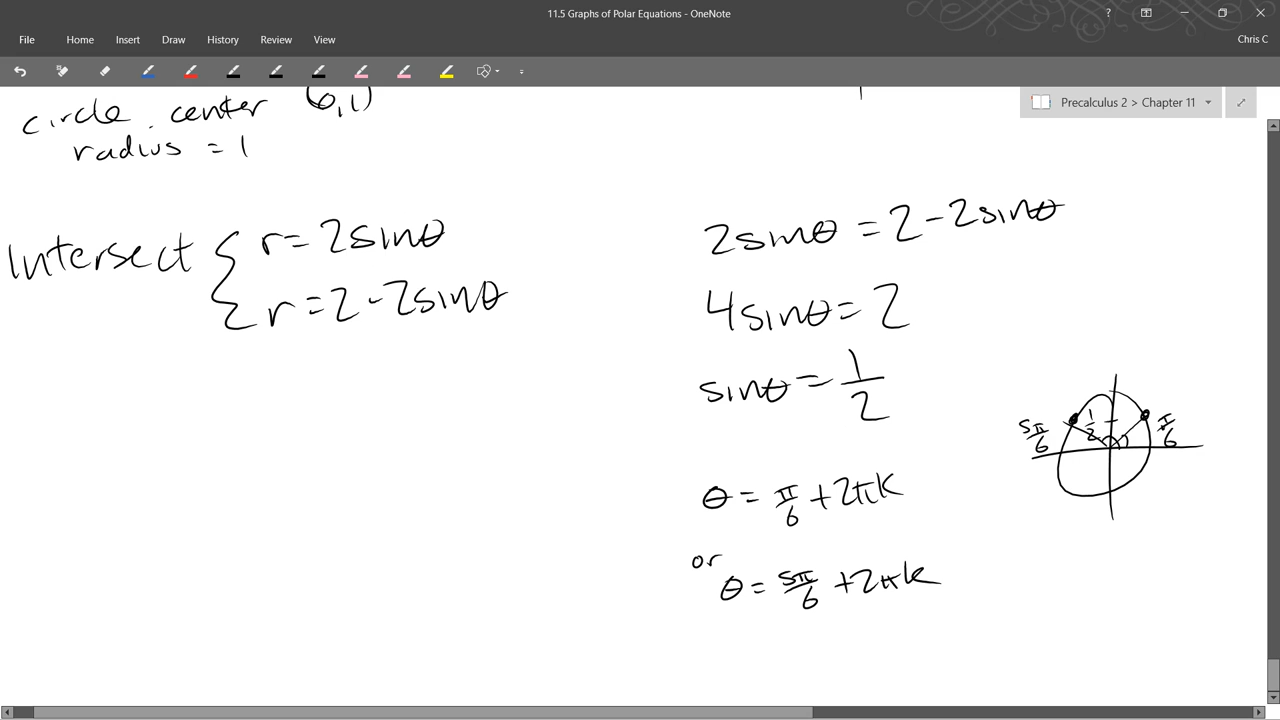 11.5 Graphs of Polar Equations - OneNote
File Home Insert Draw History Review View
Chris C
Precalculus 2 > Chapter 11
circle. center (0,1)
radius = 1
Intersect { r = 2sinθ
r = 2 - 2sinθ
2sinθ = 2 - 2sinθ
4sinθ = 2
sinθ = 1/2
5π/6 1/2 π/6
θ = π/6 + 2πk
or
θ = 5π/6 + 2πk